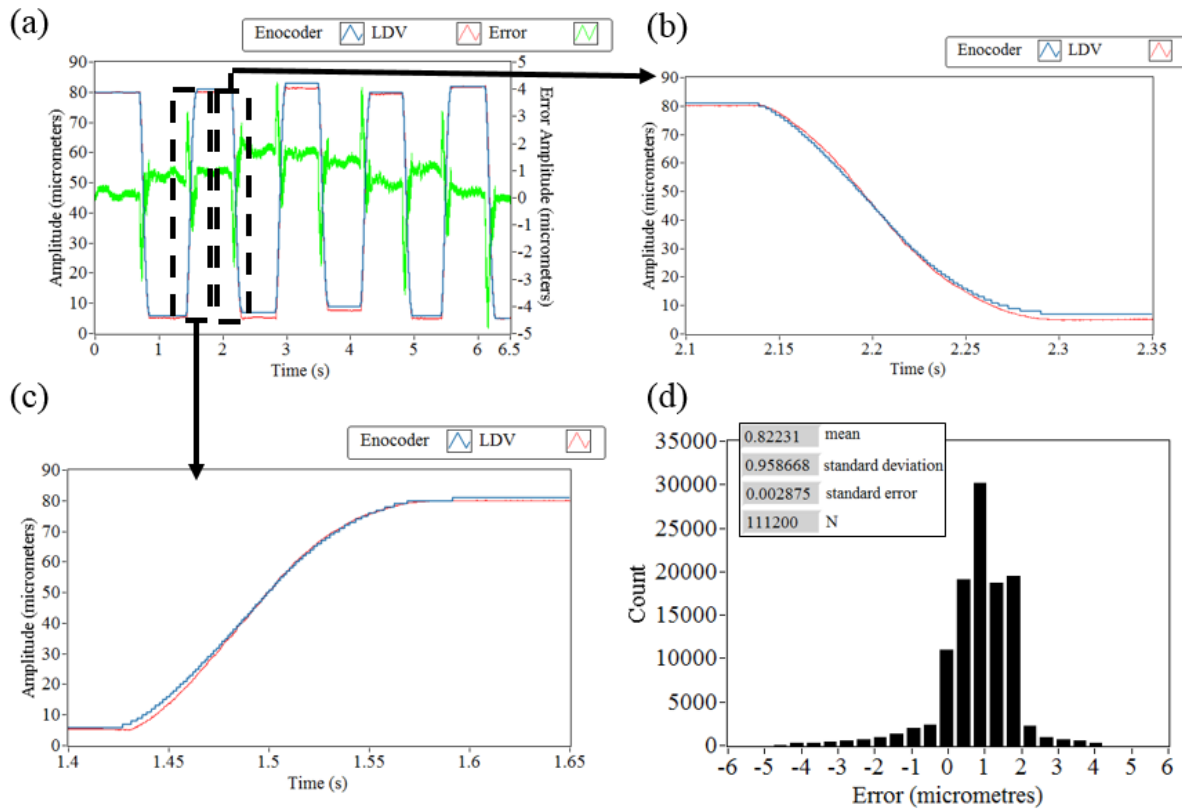 (a)
Enocoder LDV Error
90
80
70
60
50
40
30
20
10
0
Amplitude (micrometers)
5
4
3
2
1
0
-1
-2
-3
-4
-5
Error Amplitude (micrometers)
0 1 2 3 4 5 6 6.5
Time (s)
(b)
Enocoder LDV
90
80
70
60
50
40
30
20
10
0
Amplitude (micrometers)
2.1 2.15 2.2 2.25 2.3 2.35
Time (s)
(c)
Enocoder LDV
90
80
70
60
50
40
30
20
10
0
Amplitude (micrometers)
1.4 1.45 1.5 1.55 1.6 1.65
Time (s)
(d)
0.82231 mean
0.958668 standard deviation
0.002875 standard error
111200 N
35000
30000
25000
20000
15000
10000
5000
0
Count
-6 -5 -4 -3 -2 -1 0 1 2 3 4 5 6
Error (micrometres)